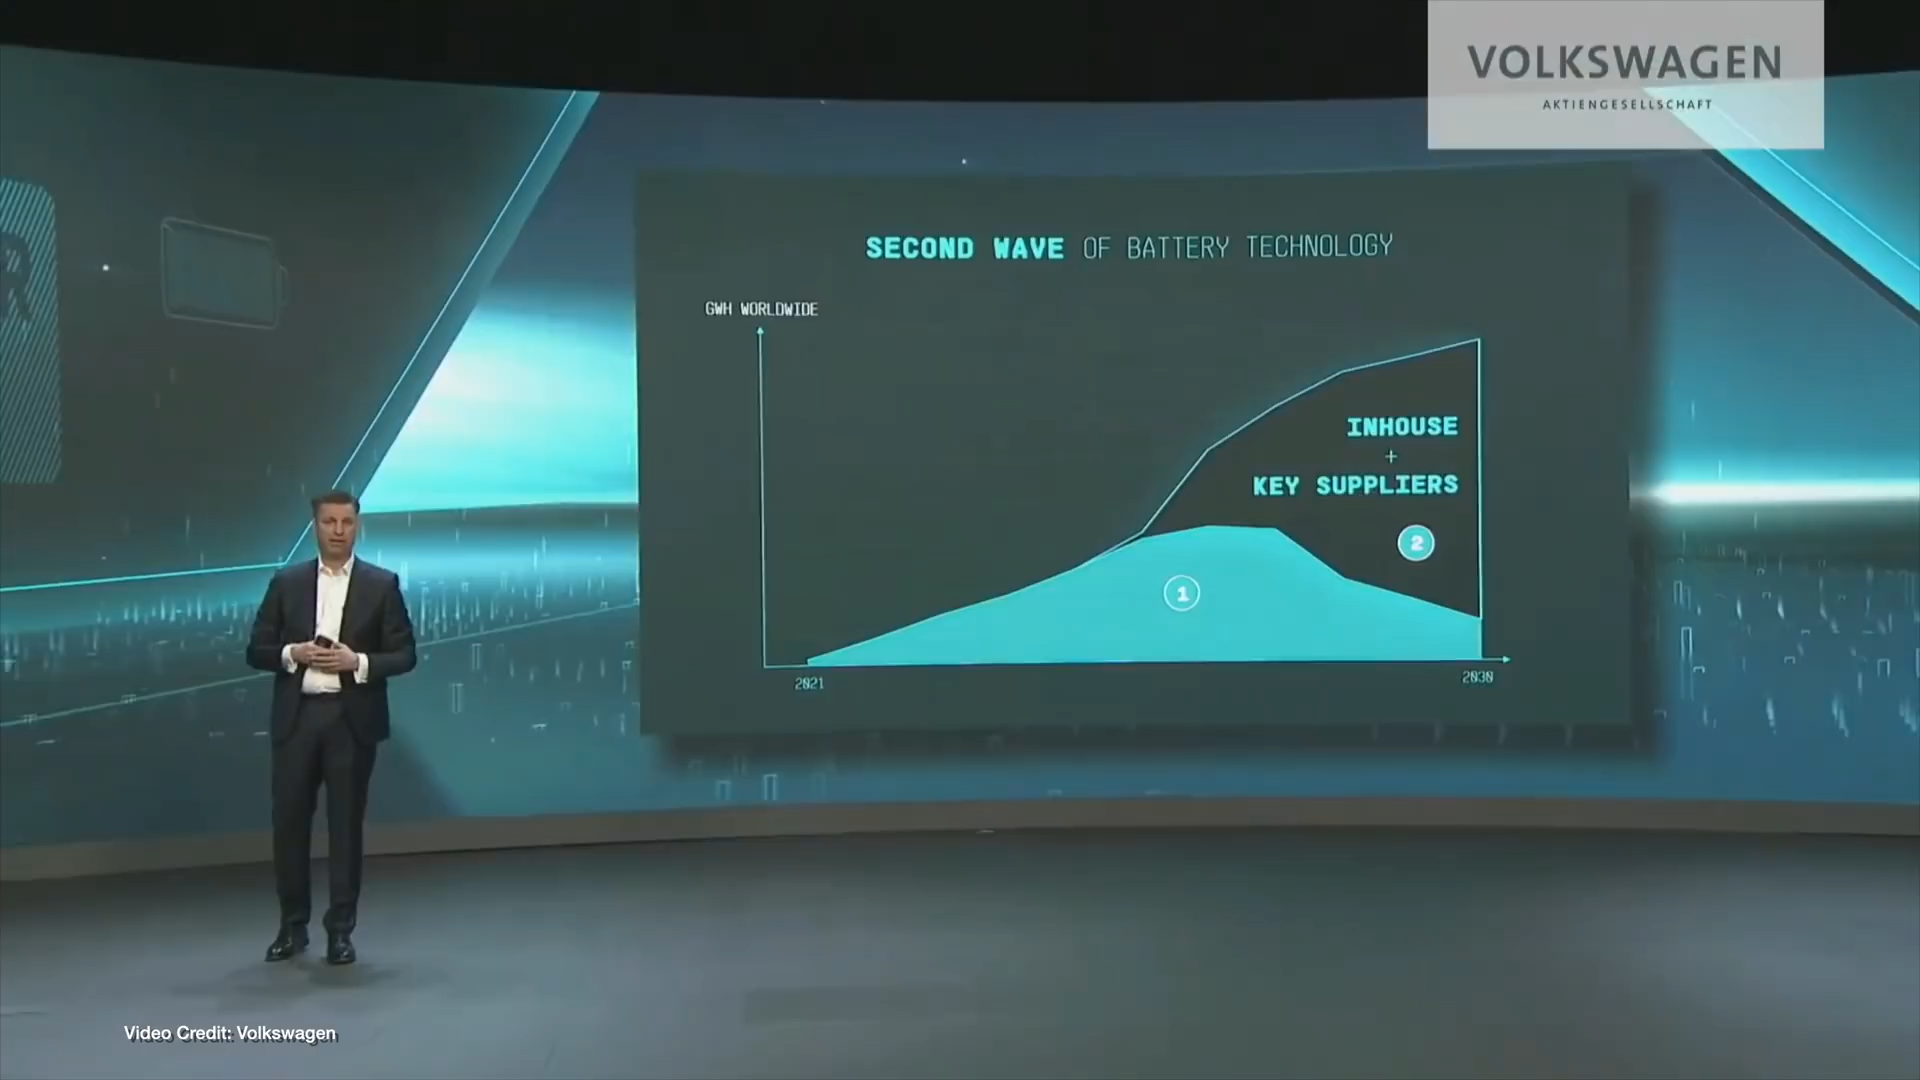 VOLKSWAGEN
AKTIENGESELLSCHAFT
R
SECOND WAVE OF BATTERY TECHNOLOGY
GWH WORLDWIDE
INHOUSE
+
KEY SUPPLIERS
2
1
2021
2030
Video Credit: Volkswagen